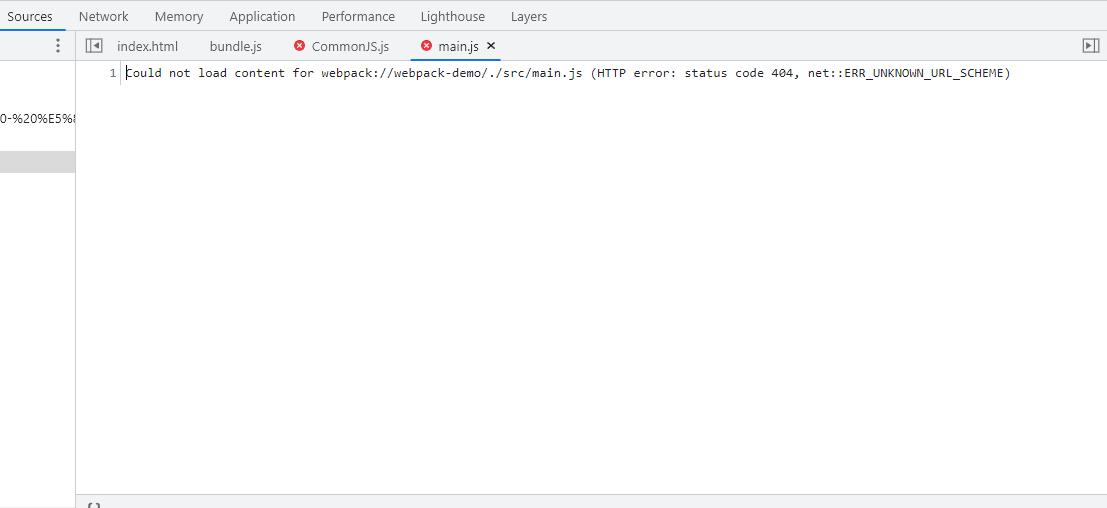 Sources Network Memory Application Performance Lighthouse Layers
index.html bundle.js CommonJS.js main.js
1 Could not load content for webpack://webpack-demo/./src/main.js (HTTP error: status code 404, net::ERR_UNKNOWN_URL_SCHEME)
0-%20%E5%8